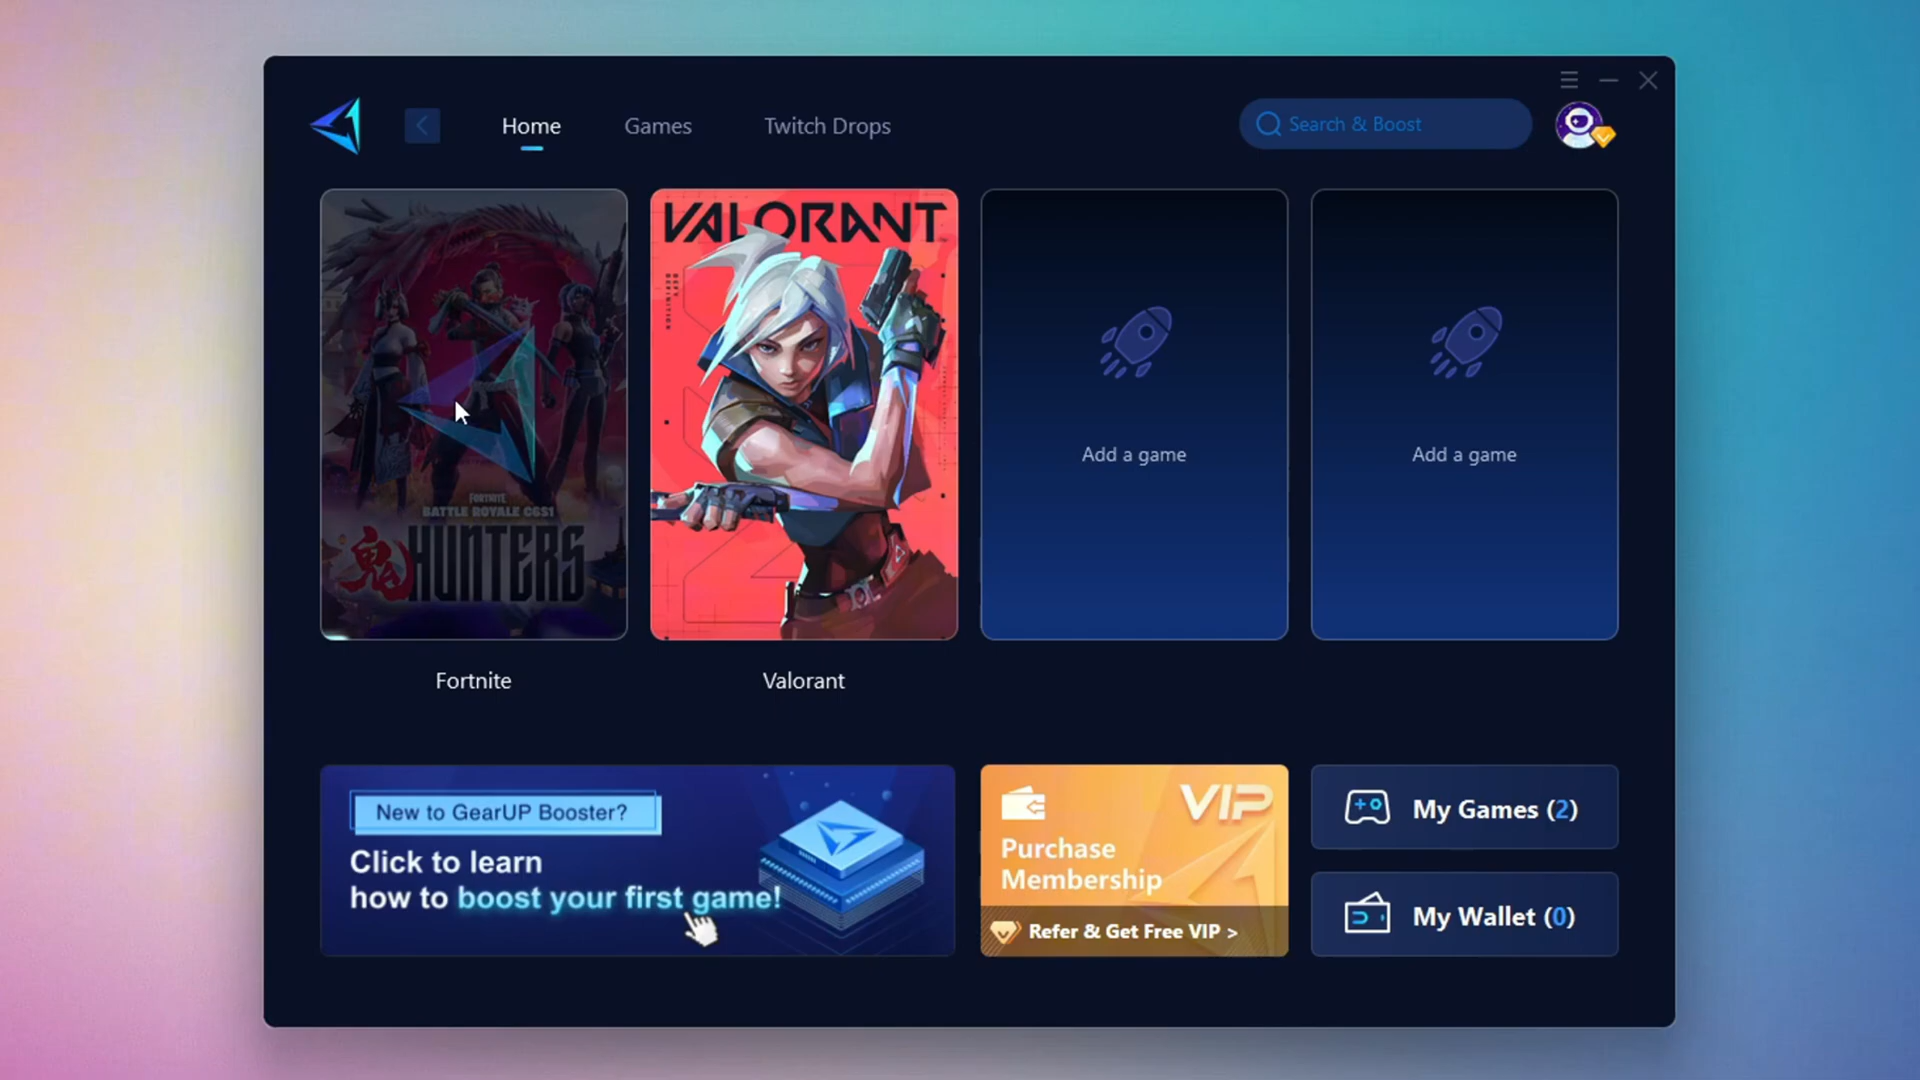 Home
Games
Twitch Drops
Search & Boost
FORTNITE
BATTLE ROYALE C6S1
鬼 HUNTERS
VALORANT
Add a game
Add a game
Fortnite
Valorant
New to GearUP Booster?
Click to learn
how to boost your first game!
VIP
Purchase
Membership
Refer & Get Free VIP >
My Games (2)
My Wallet (0)